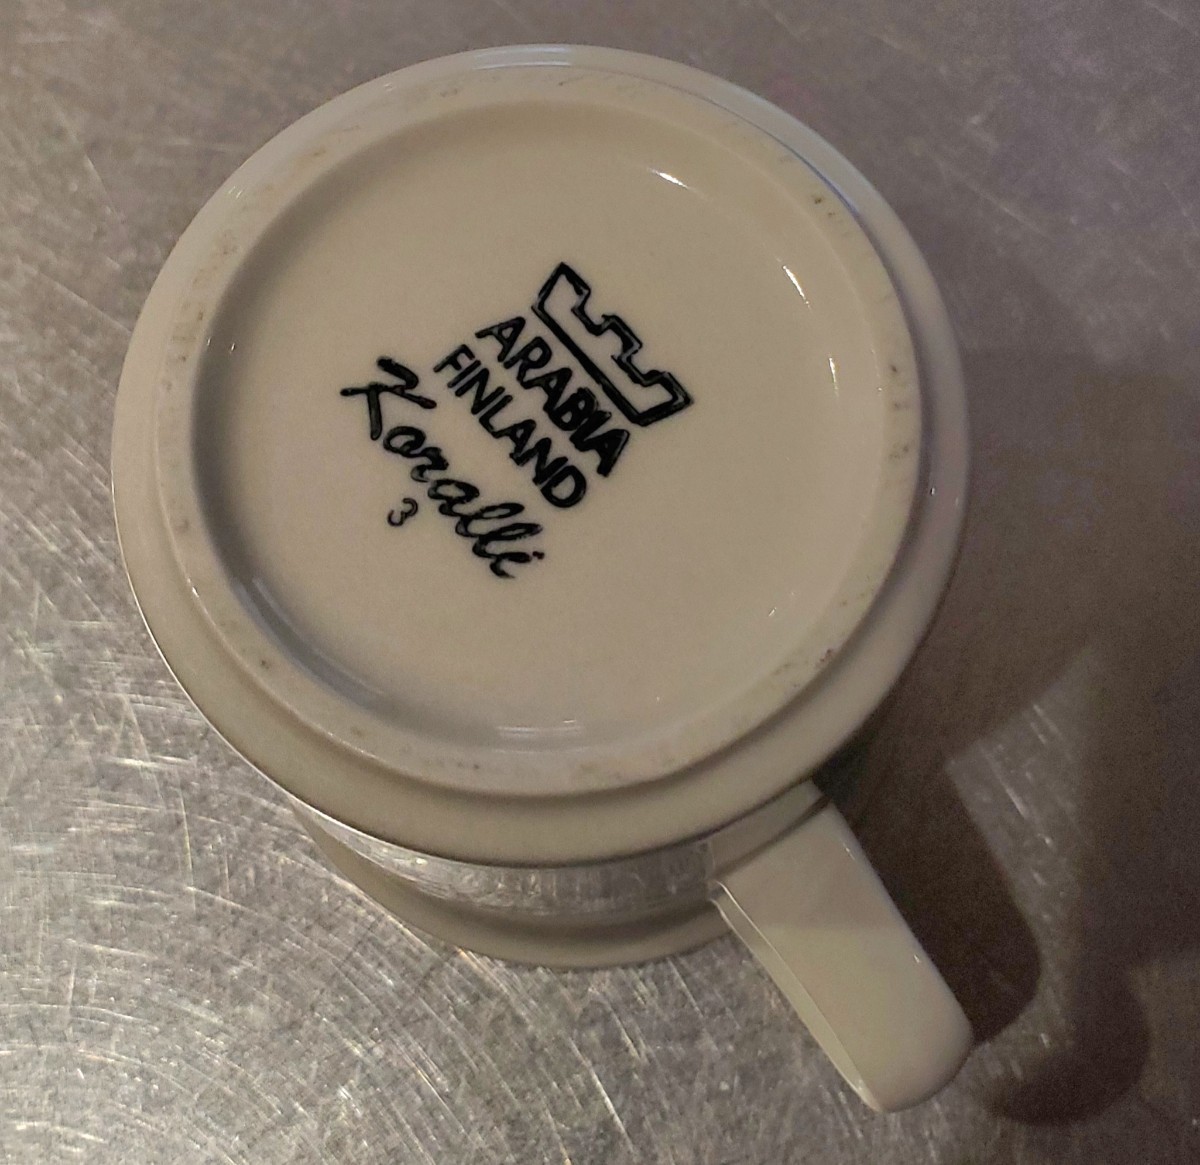 ARABIA
FINLAND
Koralli
3